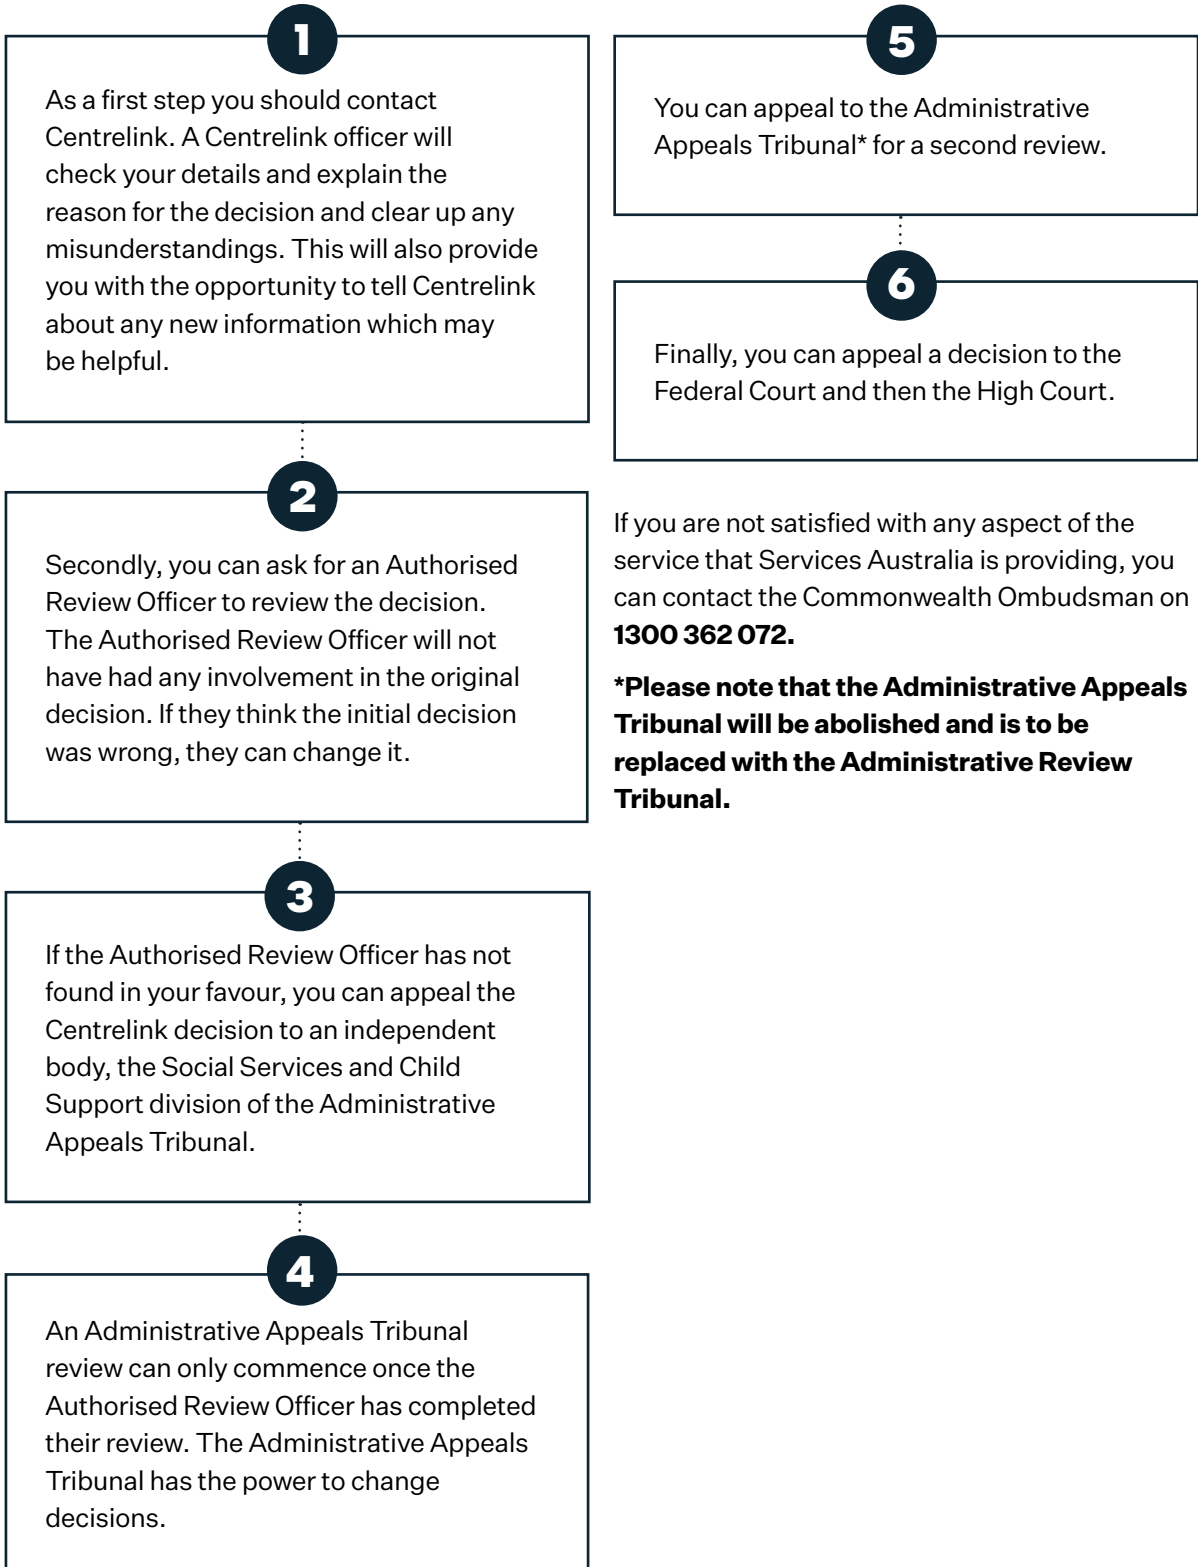 1
As a first step you should contact
Centrelink. A Centrelink officer will
check your details and explain the
reason for the decision and clear up any
misunderstandings. This will also provide
you with the opportunity to tell Centrelink
about any new information which may
be helpful.
2
Secondly, you can ask for an Authorised
Review Officer to review the decision.
The Authorised Review Officer will not
have had any involvement in the original
decision. If they think the initial decision
was wrong, they can change it.
3
If the Authorised Review Officer has not
found in your favour, you can appeal the
Centrelink decision to an independent
body, the Social Services and Child
Support division of the Administrative
Appeals Tribunal.
4
An Administrative Appeals Tribunal
review can only commence once the
Authorised Review Officer has completed
their review. The Administrative Appeals
Tribunal has the power to change
decisions.
5
You can appeal to the Administrative
Appeals Tribunal* for a second review.
6
Finally, you can appeal a decision to the
Federal Court and then the High Court.
If you are not satisfied with any aspect of the
service that Services Australia is providing, you
can contact the Commonwealth Ombudsman on
1300 362 072.
*Please note that the Administrative Appeals
Tribunal will be abolished and is to be
replaced with the Administrative Review
Tribunal.